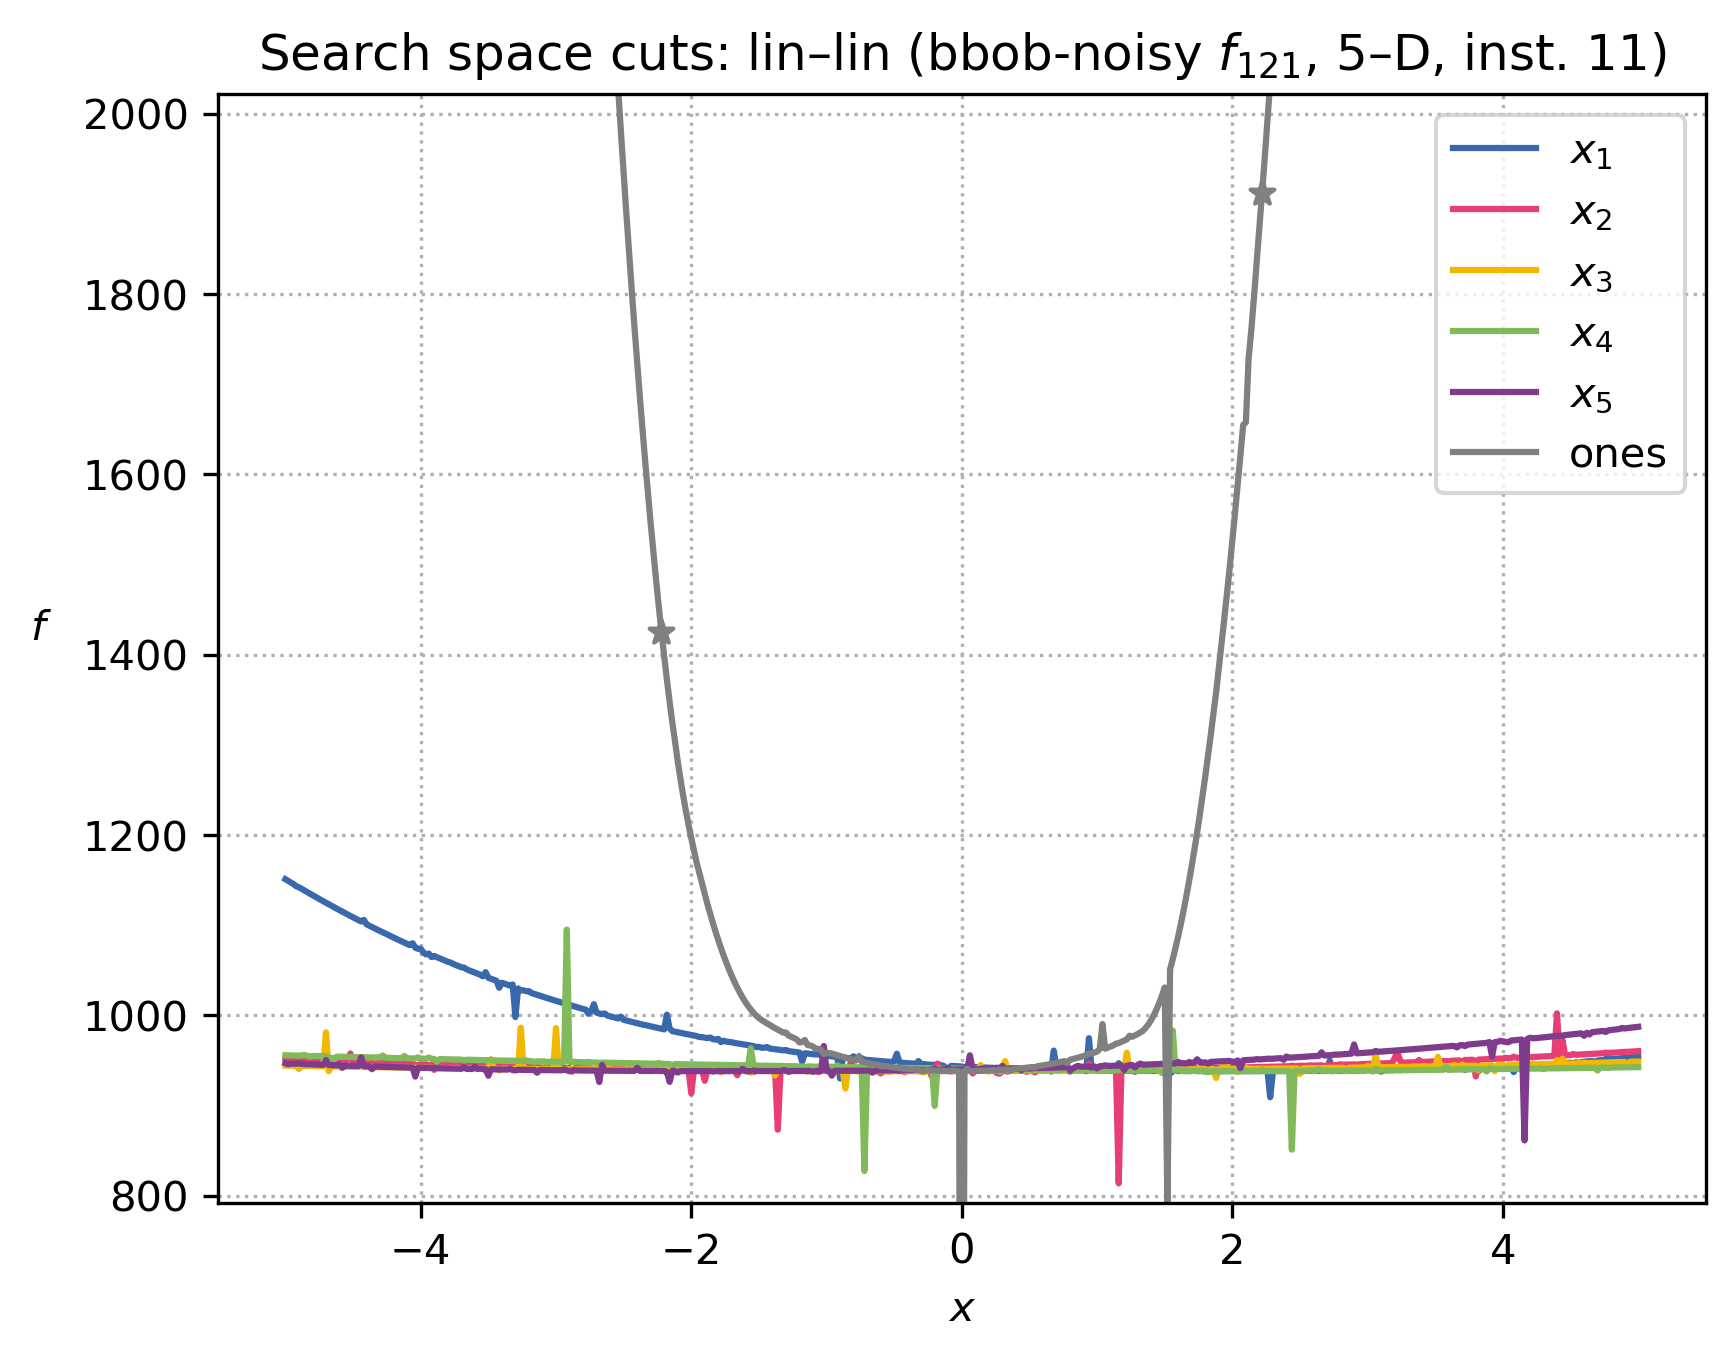 Search space cuts: lin–lin (bbob-noisy f₁₂₁, 5–D, inst. 11)
2000
1800
1600
1400
1200
1000
800
f
−4
−2
0
2
4
x
x₁
x₂
x₃
x₄
x₅
ones